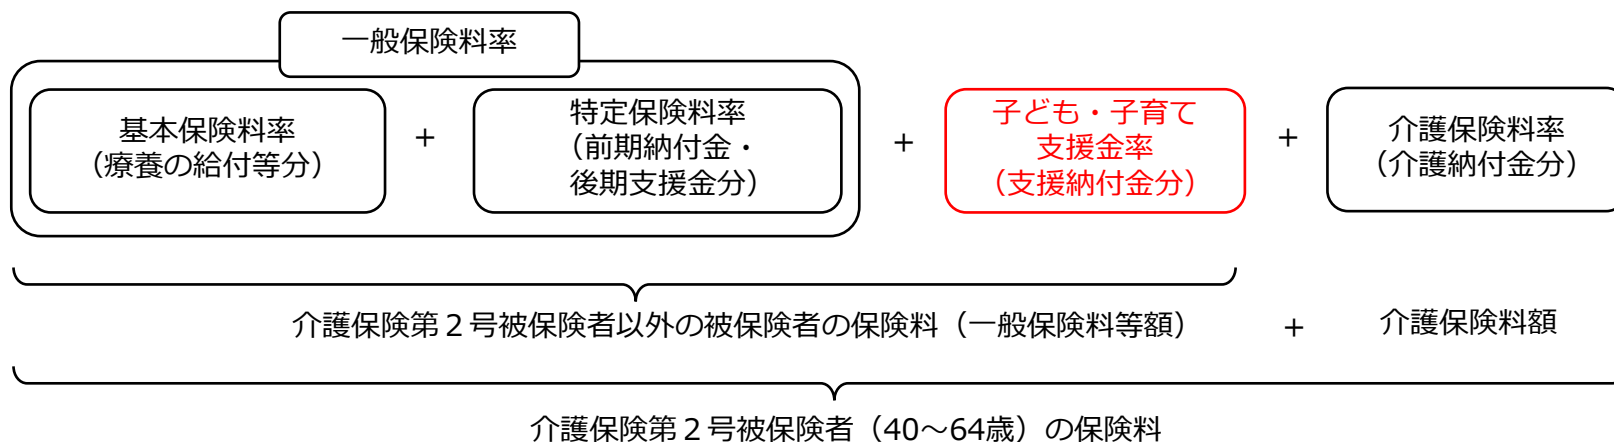 一般保険料率
基本保険料率
（療養の給付等分）
＋
特定保険料率
（前期納付金・
後期支援金分）
＋
子ども・子育て
支援金率
（支援納付金分）
＋
介護保険料率
（介護納付金分）
介護保険第２号被保険者以外の被保険者の保険料（一般保険料等額）
＋
介護保険料額
介護保険第２号被保険者（40～64歳）の保険料